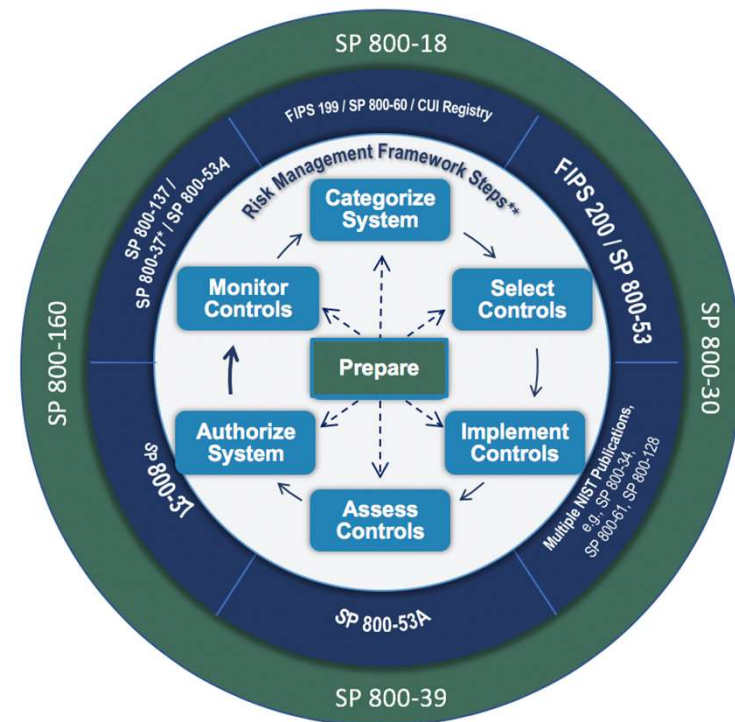 SP 800-18
FIPS 199 / SP 800-60 / CUI Registry
SP 800-137 /
SP 800-37* / SP 800-53A
FIPS 200 / SP 800-53
Risk Management Framework Steps**
Categorize
System
Monitor
Controls
Select
Controls
SP 800-160
SP 800-30
Prepare
Authorize
System
Implement
Controls
Assess
Controls
SP 800-37
Multiple NIST Publications,
e.g., SP 800-34,
SP 800-61, SP 800-128
SP 800-53A
SP 800-39